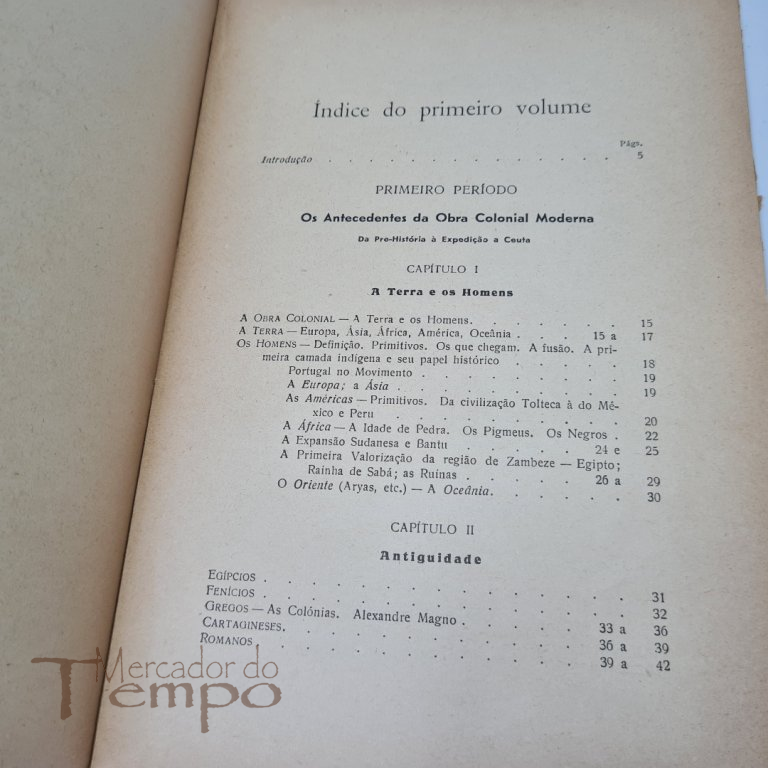 Índice do primeiro volume
Págs.
Introdução . . . . . . . . . . . . . . 5
PRIMEIRO PERÍODO
Os Antecedentes da Obra Colonial Moderna
Da Pre-História à Expedição a Ceuta
CAPÍTULO I
A Terra e os Homens
A OBRA COLONIAL — A Terra e os Homens. . . . . . . 15
A TERRA — Europa, Ásia, África, América, Oceânia . . . 15 a 17
OS HOMENS — Definição. Primitivos. Os que chegam. A fusão. A pri-
meira camada indígena e seu papel histórico . . . . . 18
Portugal no Movimento . . . . . . . . . 19
A Europa; a Ásia . . . . . . . . . . 19
As Américas — Primitivos. Da civilização Tolteca à do Mé-
xico e Peru . . . . . . . . . . 20
A África — A Idade de Pedra. Os Pigmeus. Os Negros . 22
A Expansão Sudanesa e Bantu . . . . . . 24 e 25
A Primeira Valorização da região de Zambeze — Egipto;
Rainha de Sabá; as Ruínas . . . . . . 26 a 29
O Oriente (Aryas, etc.) — A Oceânia. . . . . . 30
CAPÍTULO II
Antiguidade
EGÍPCIOS . . . . . . . . . . . . . . 31
FENÍCIOS . . . . . . . . . . . . . . 32
GREGOS — As Colónias. Alexandre Magno . . . . . 33 a 36
CARTAGINESES. . . . . . . . . . . . 36 a 39
ROMANOS . . . . . . . . . . . . . 39 a 42
Mercador do
Tempo